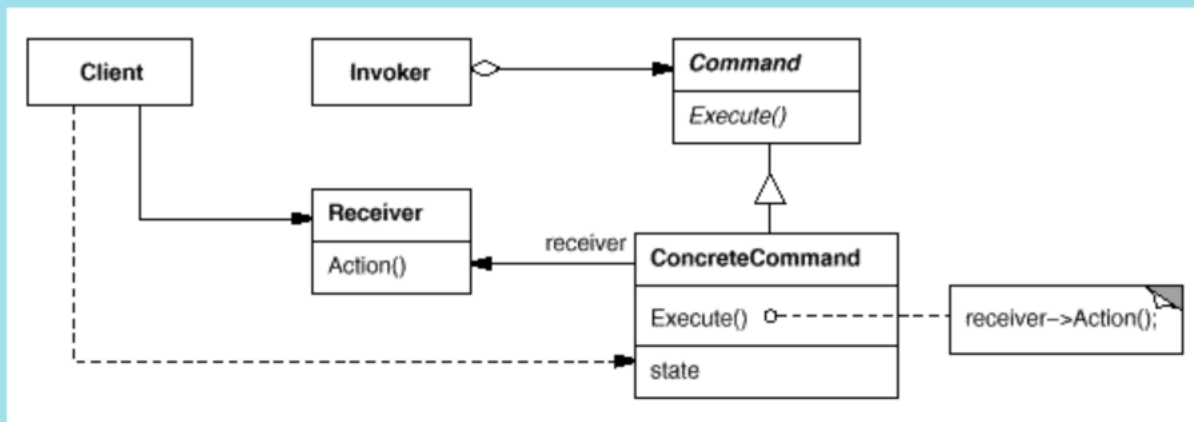 Client
Invoker
Command
Execute()
Receiver
Action()
receiver
ConcreteCommand
Execute()
receiver->Action();
state